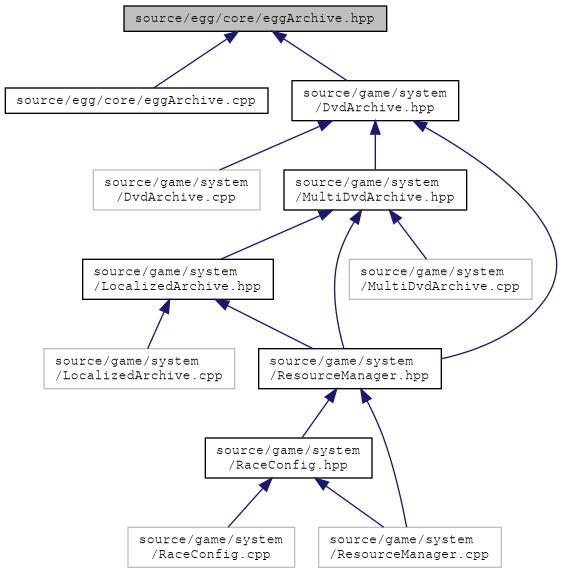 source/egg/core/eggArchive.hpp
source/egg/core/eggArchive.cpp
source/game/system
/DvdArchive.hpp
source/game/system
/DvdArchive.cpp
source/game/system
/MultiDvdArchive.hpp
source/game/system
/LocalizedArchive.hpp
source/game/system
/MultiDvdArchive.cpp
source/game/system
/LocalizedArchive.cpp
source/game/system
/ResourceManager.hpp
source/game/system
/RaceConfig.hpp
source/game/system
/RaceConfig.cpp
source/game/system
/ResourceManager.cpp